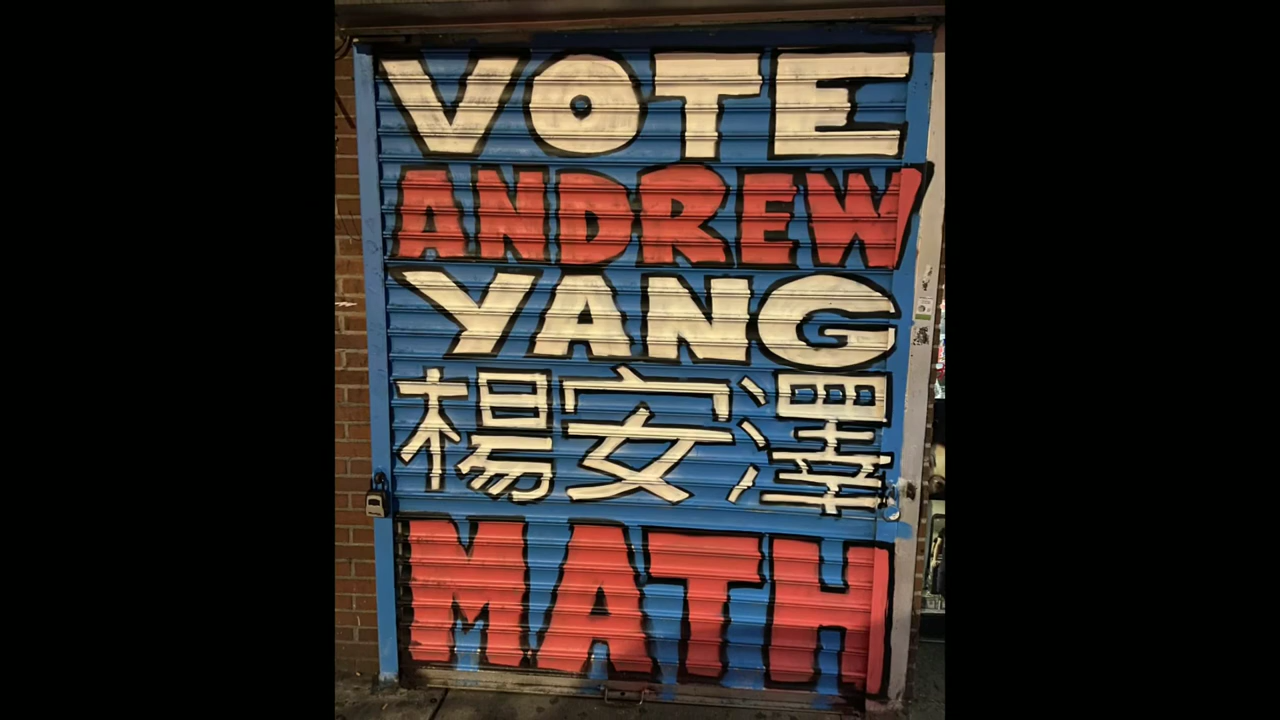 VOTE
ANDREW
YANG
楊安澤
MATH